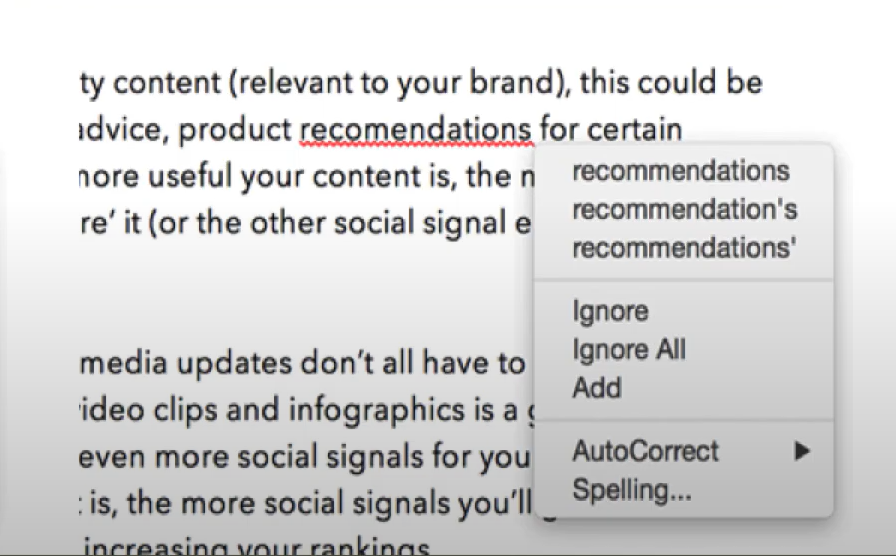 ty content (relevant to your brand), this could be
advice, product recomendations for certain
more useful your content is, the
re' it (or the other social signal
media updates don't all have to
video clips and infographics is a
even more social signals for you
is, the more social signals you'll
increasing your rankings
recommendations
recommendation's
recommendations'
Ignore
Ignore All
Add
AutoCorrect
Spelling...